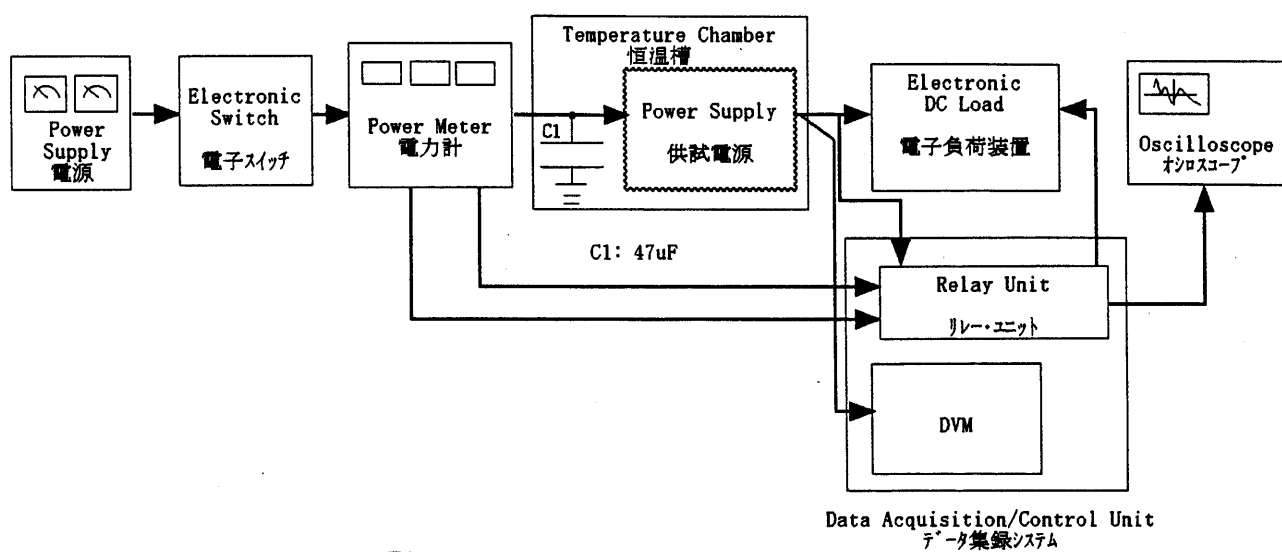 Power
Supply
電源
Electronic
Switch
電子スイッチ
Power Meter
電力計
Temperature Chamber
恒温槽
C1
Power Supply
供試電源
Electronic
DC Load
電子負荷装置
Oscilloscope
オシロスコープ
C1: 47uF
Relay Unit
リレー・ユニット
DVM
Data Acquisition/Control Unit
データ集録システム